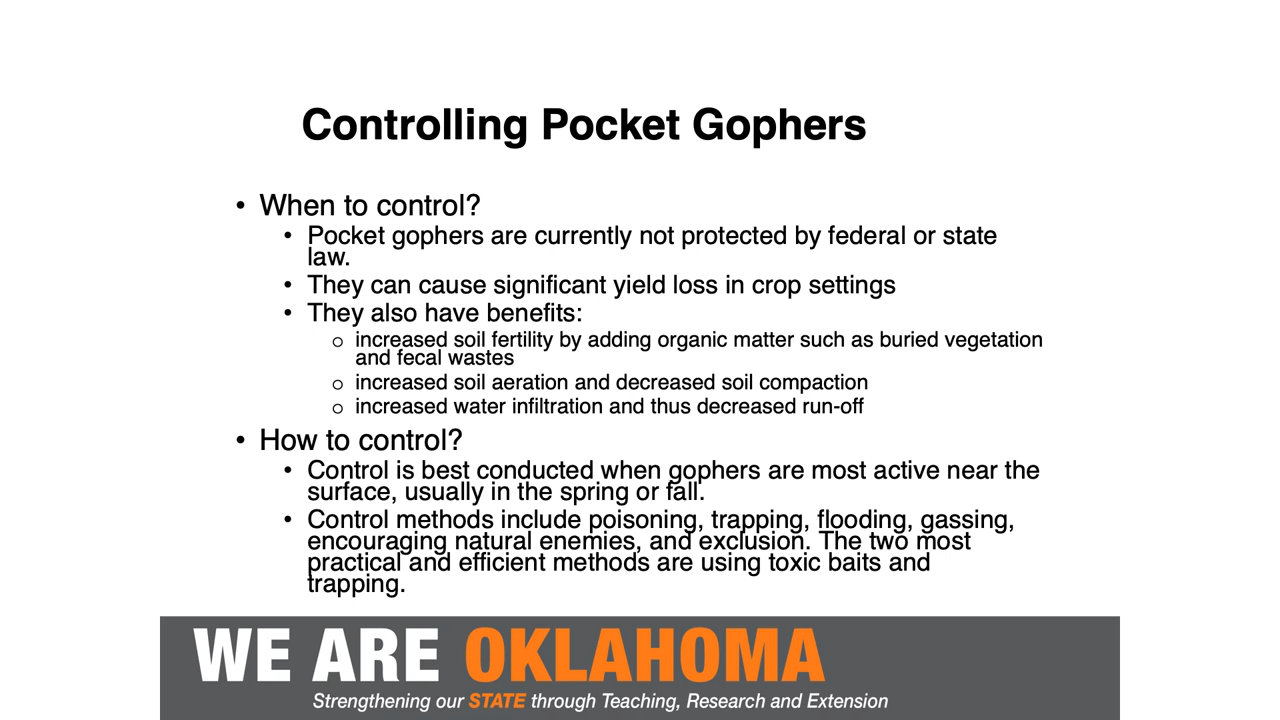 Controlling Pocket Gophers
• When to control?
• Pocket gophers are currently not protected by federal or state
law.
• They can cause significant yield loss in crop settings
• They also have benefits:
○ increased soil fertility by adding organic matter such as buried vegetation
and fecal wastes
○ increased soil aeration and decreased soil compaction
○ increased water infiltration and thus decreased run-off
• How to control?
• Control is best conducted when gophers are most active near the
surface, usually in the spring or fall.
• Control methods include poisoning, trapping, flooding, gassing,
encouraging natural enemies, and exclusion. The two most
practical and efficient methods are using toxic baits and
trapping.
WE ARE OKLAHOMA
Strengthening our STATE through Teaching, Research and Extension